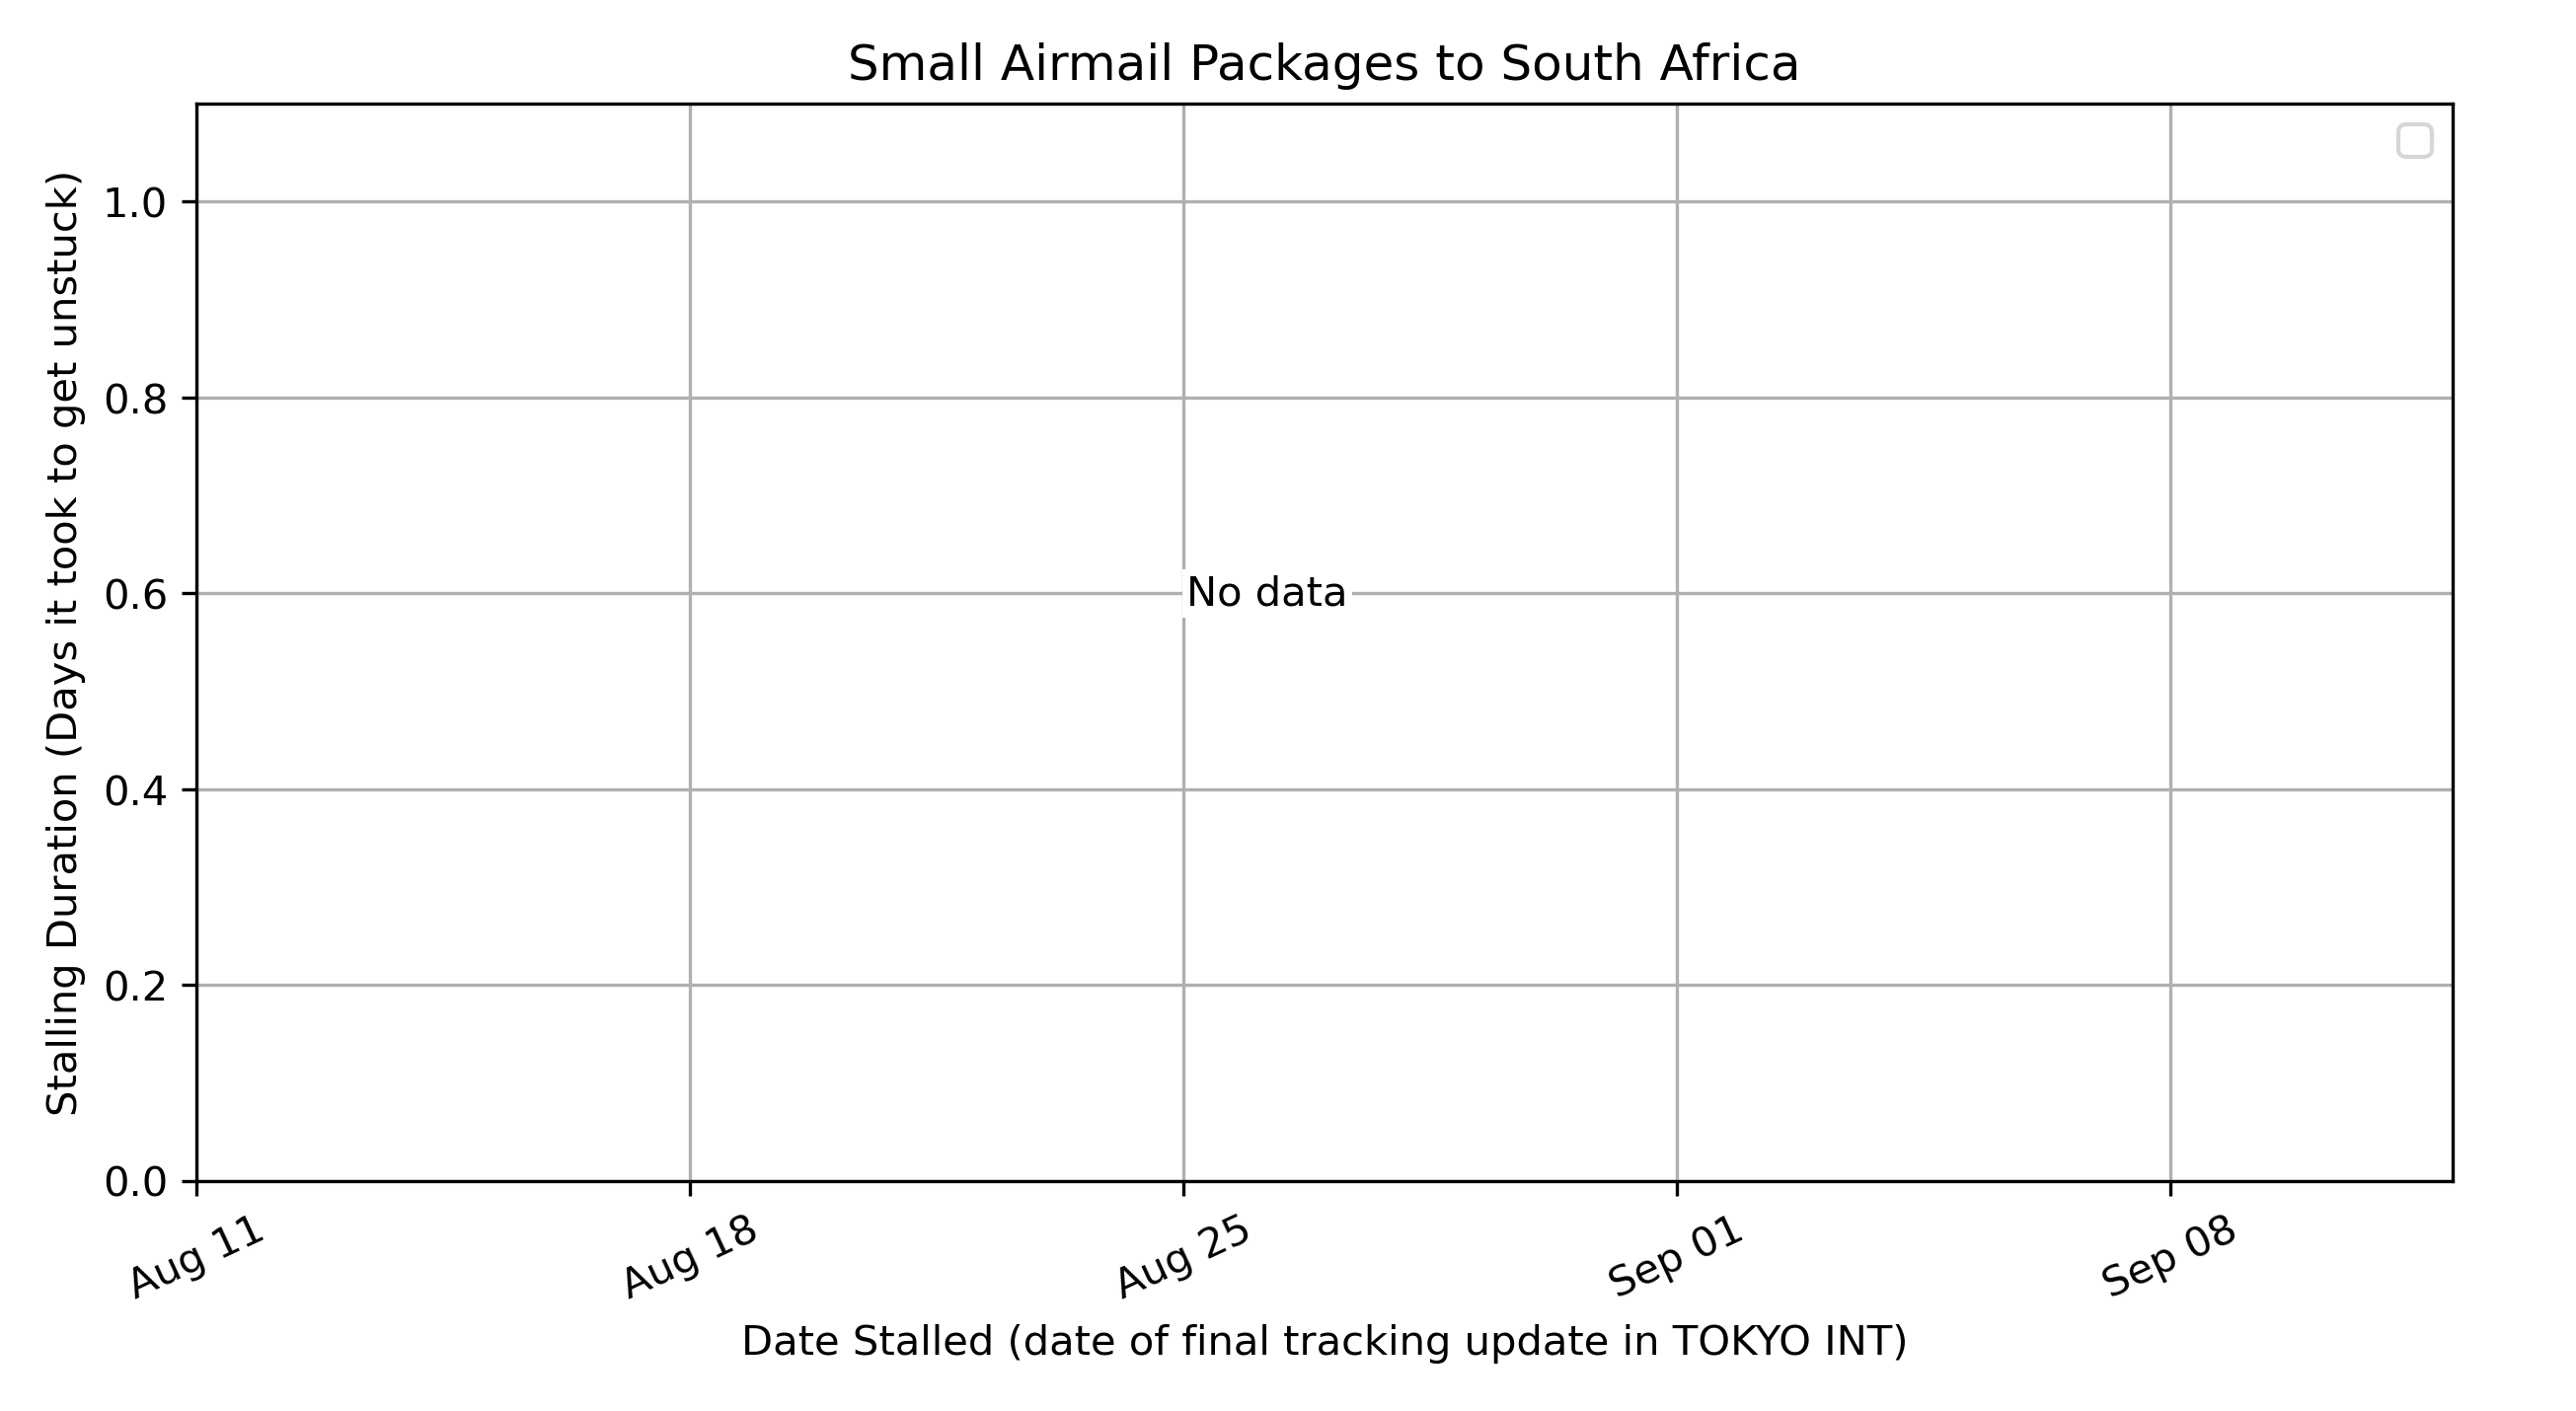 Small Airmail Packages to South Africa
Stalling Duration (Days it took to get unstuck)
1.0
0.8
0.6
0.4
0.2
0.0
No data
Aug 11
Aug 18
Aug 25
Sep 01
Sep 08
Date Stalled (date of final tracking update in TOKYO INT)